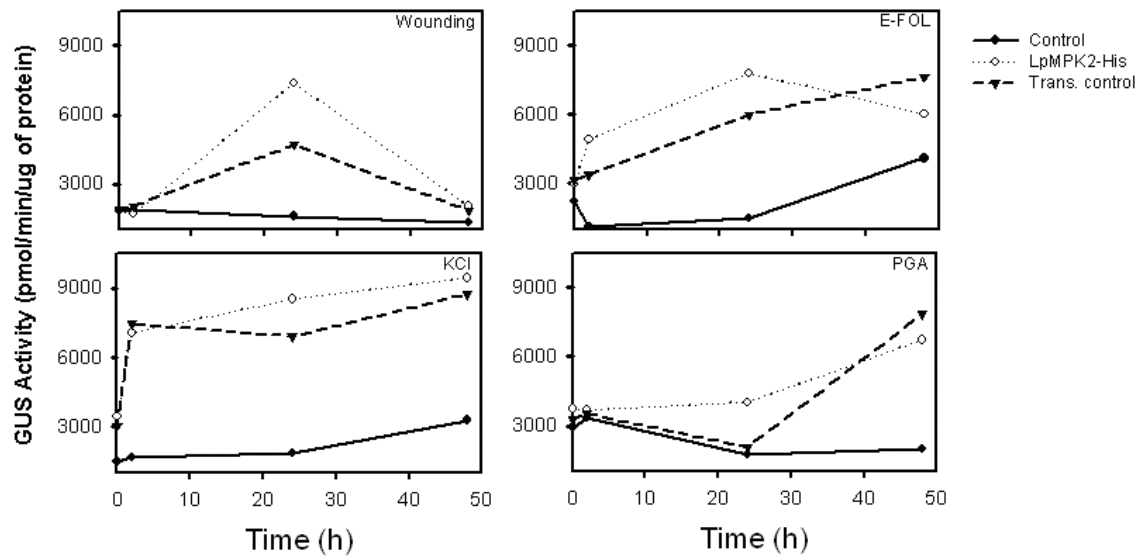 Wounding
E-FOL
9000
6000
3000
9000
6000
3000
Control
LpMPK2-His
Trans. control
KCl
PGA
9000
6000
3000
9000
6000
3000
0 10 20 30 40 50
0 10 20 30 40 50
Time (h)
Time (h)
GUS Activity (pmol/min/ug of protein)